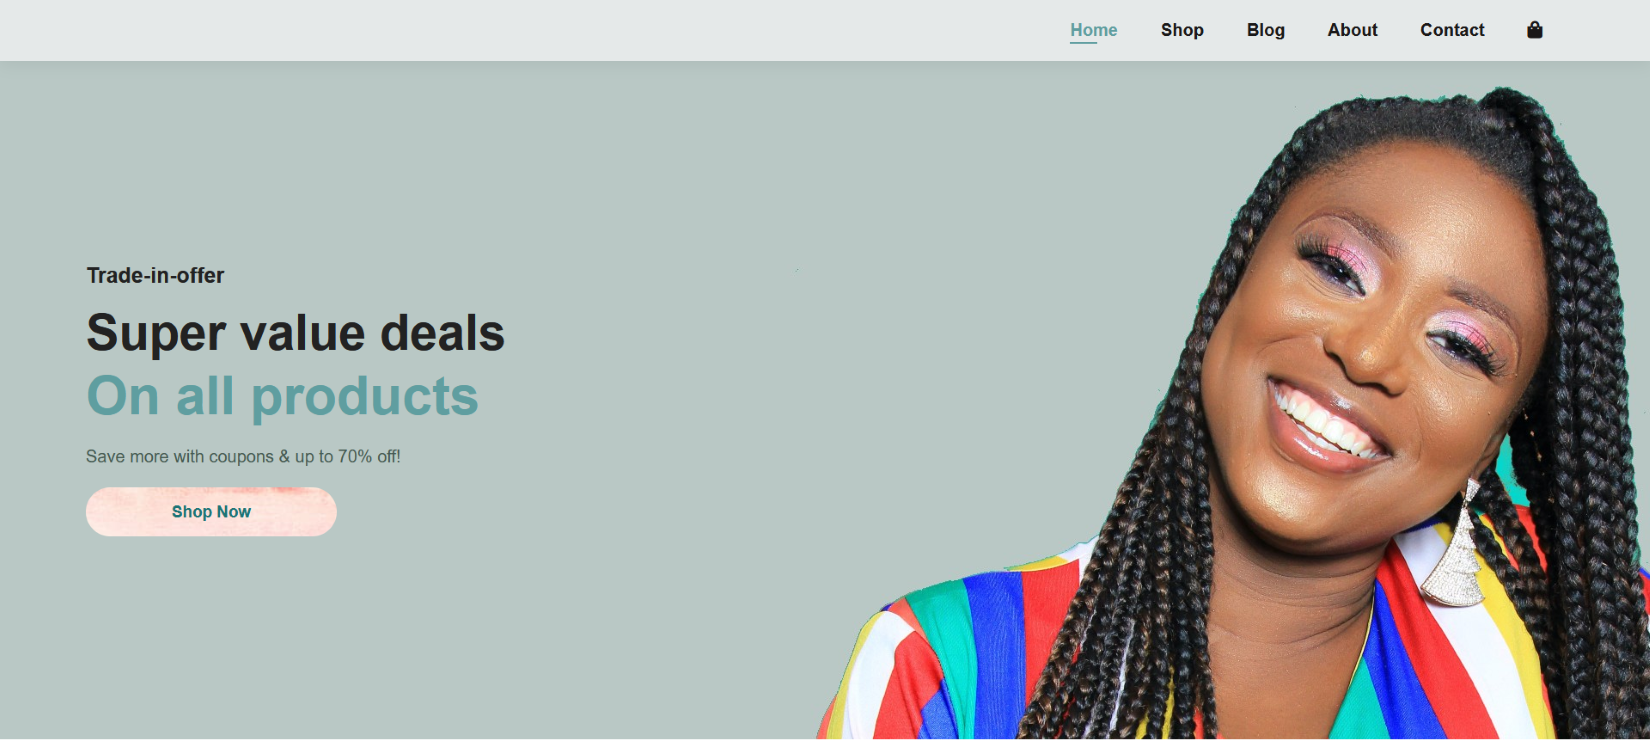 Home Shop Blog About Contact
Trade-in-offer
Super value deals
On all products
Save more with coupons & up to 70% off!
Shop Now